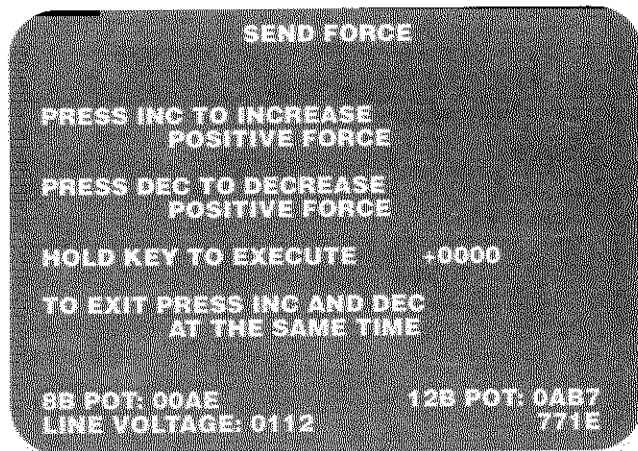 SEND FORCE
PRESS INC TO INCREASE
POSITIVE FORCE
PRESS DEC TO DECREASE
POSITIVE FORCE
HOLD KEY TO EXECUTE +0000
TO EXIT PRESS INC AND DEC
AT THE SAME TIME
8B POT: 00AE 12B POT: 0AB7
LINE VOLTAGE: 0112 771E